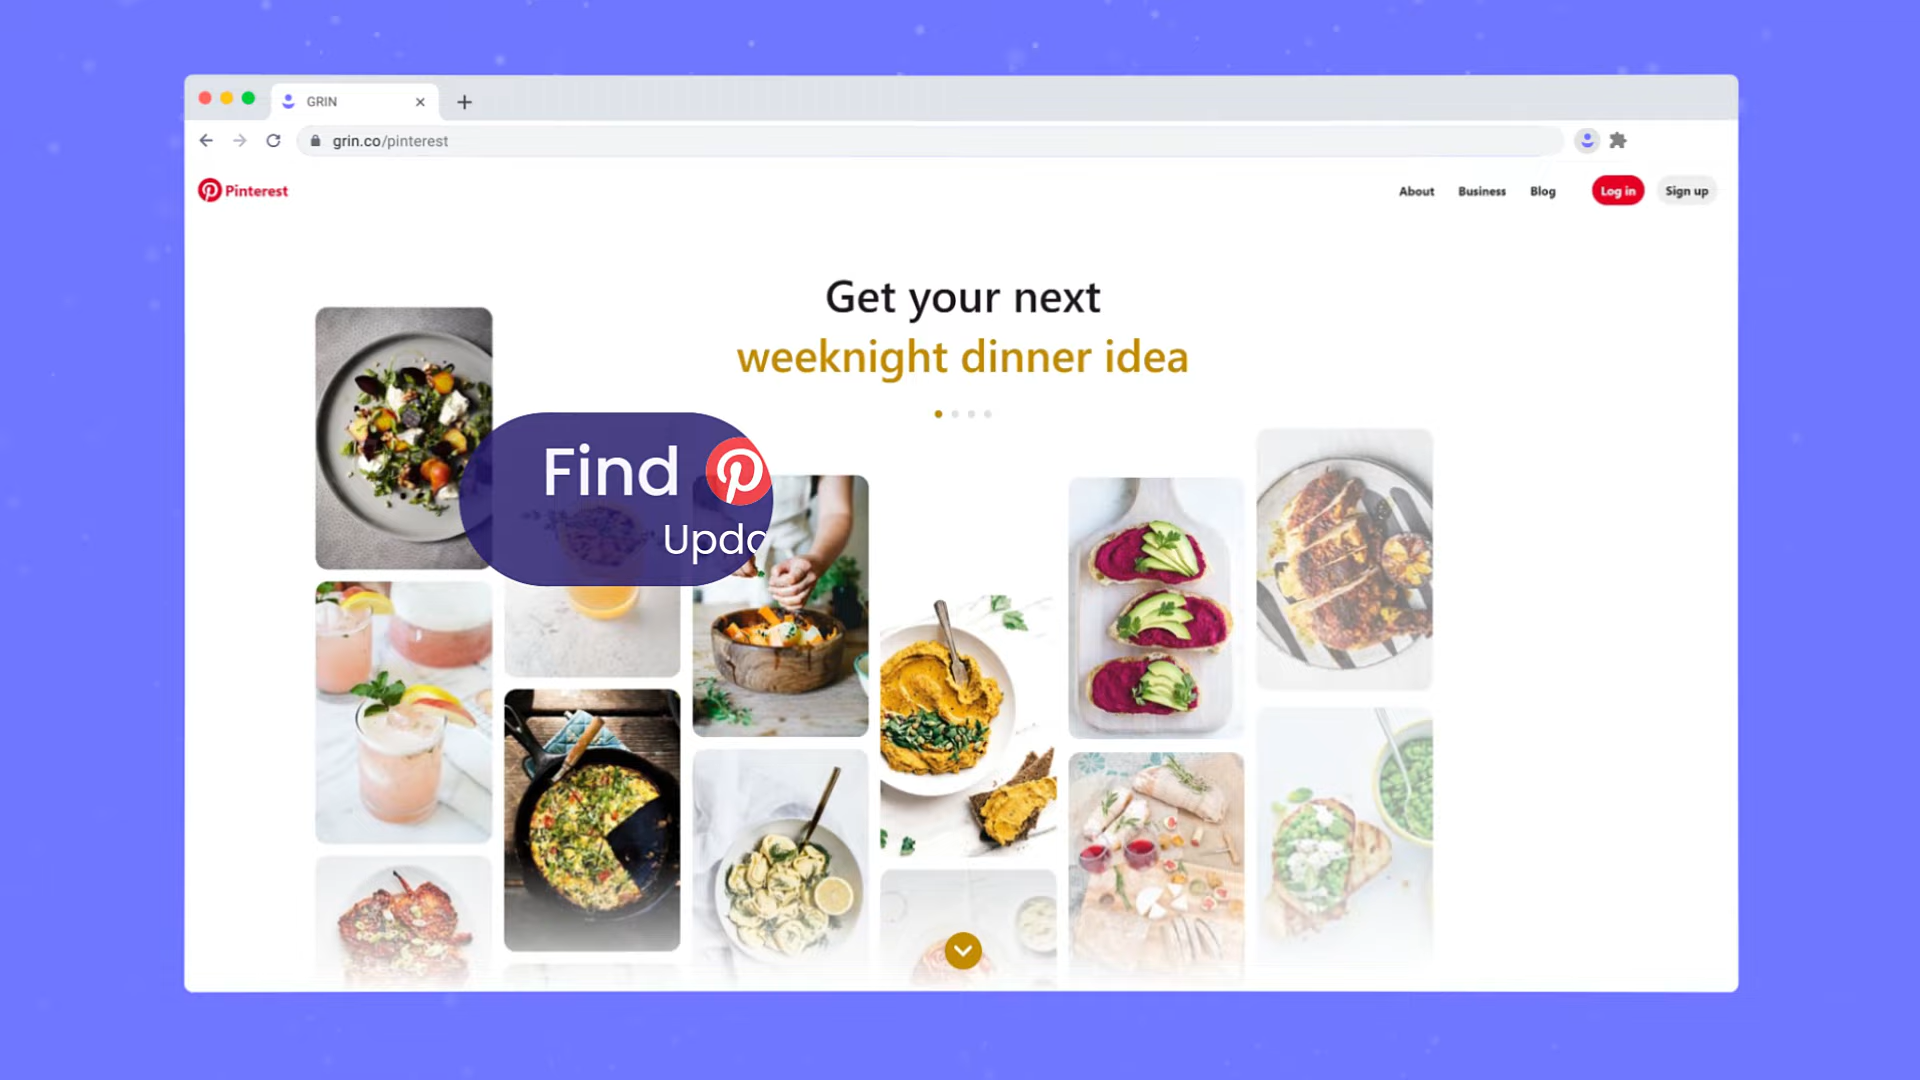 GRIN
grin.co/pinterest
Pinterest
About Business Blog Log in Sign up
Get your next
weeknight dinner idea
Find